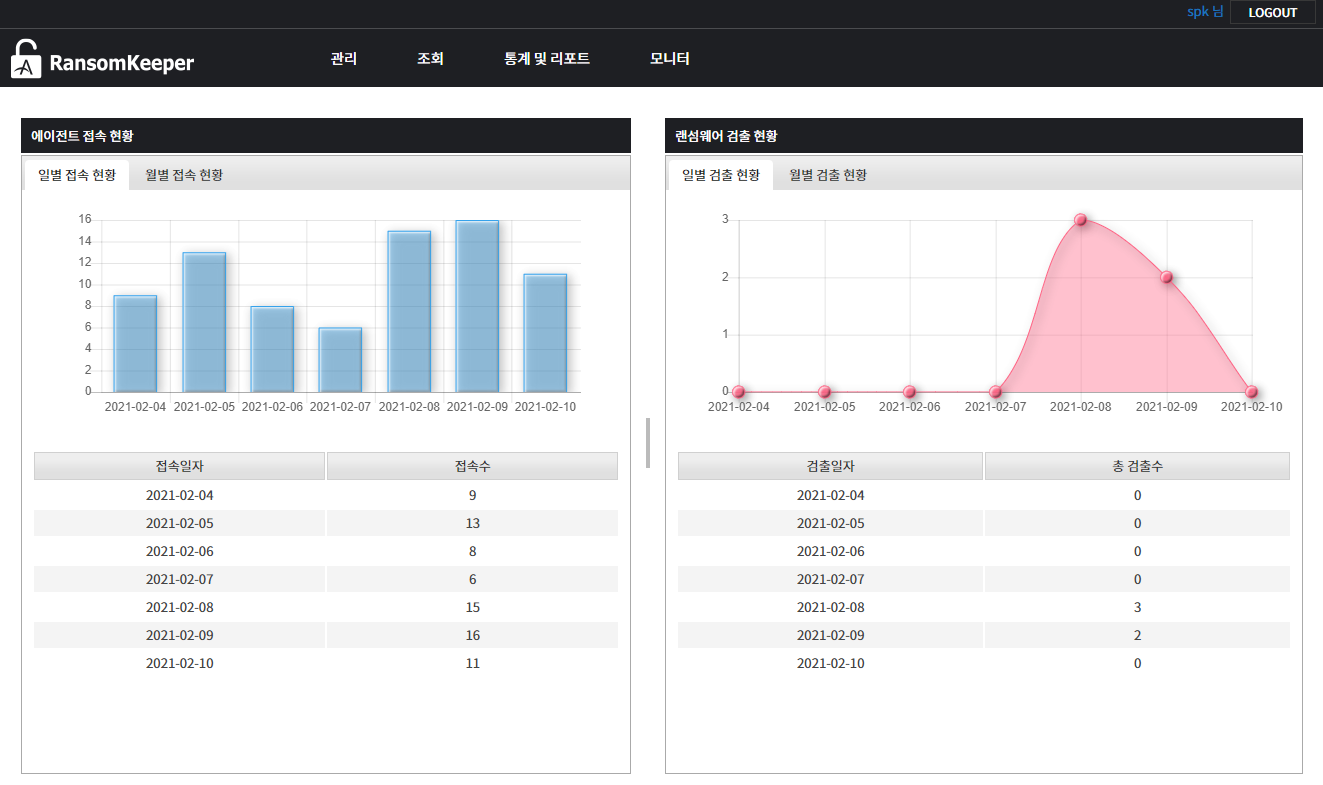 spk 님 LOGOUT
RansomKeeper 관리 조회 통계 및 리포트 모니터
에이전트 접속 현황
일별 접속 현황 월별 접속 현황
16
14
12
10
8
6
4
2
0
2021-02-04 2021-02-05 2021-02-06 2021-02-07 2021-02-08 2021-02-09 2021-02-10
접속일자 접속수
2021-02-04 9
2021-02-05 13
2021-02-06 8
2021-02-07 6
2021-02-08 15
2021-02-09 16
2021-02-10 11
랜섬웨어 검출 현황
일별 검출 현황 월별 검출 현황
3
2
1
0
2021-02-04 2021-02-05 2021-02-06 2021-02-07 2021-02-08 2021-02-09 2021-02-10
검출일자 총 검출수
2021-02-04 0
2021-02-05 0
2021-02-06 0
2021-02-07 0
2021-02-08 3
2021-02-09 2
2021-02-10 0